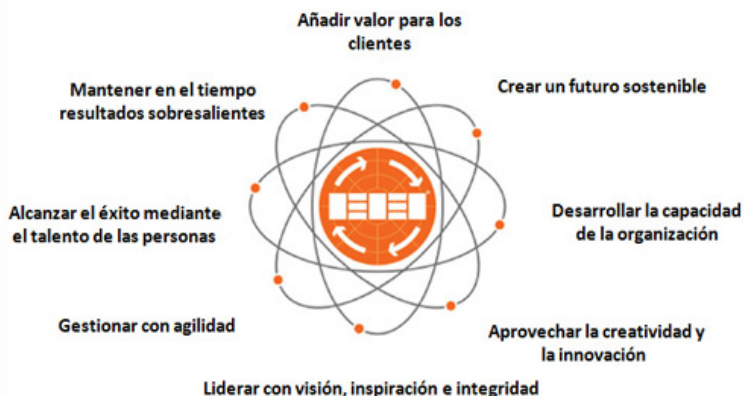 Añadir valor para los
clientes
Crear un futuro sostenible
Desarrollar la capacidad
de la organización
Aprovechar la creatividad y
la innovación
Liderar con visión, inspiración e integridad
Gestionar con agilidad
Alcanzar el éxito mediante
el talento de las personas
Mantener en el tiempo
resultados sobresalientes